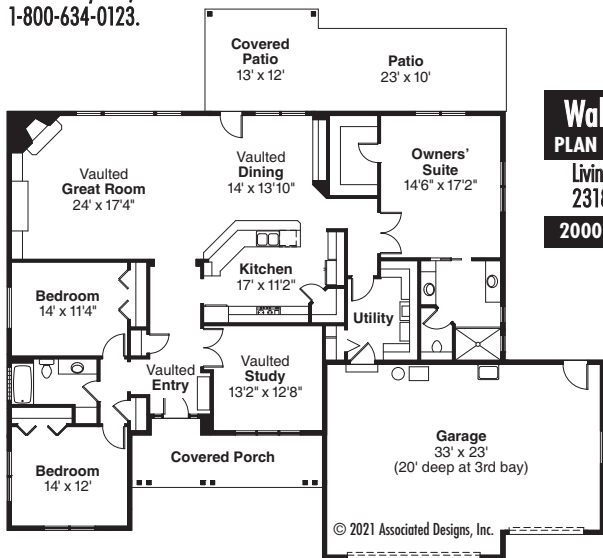 1-800-634-0123.
Covered
Patio
13' x 12'
Patio
23' x 10'
Vaulted
Great Room
24' x 17'4"
Vaulted
Dining
14' x 13'10"
Owners'
Suite
14'6" x 17'2"
PLAN
2000
Kitchen
17' x 11'2"
Bedroom
14' x 11'4"
Utility
Vaulted
Entry
Vaulted
Study
13'2" x 12'8"
Covered Porch
Bedroom
14' x 12'
Garage
33' x 23'
(20' deep at 3rd bay)
© 2021 Associated Designs, Inc.